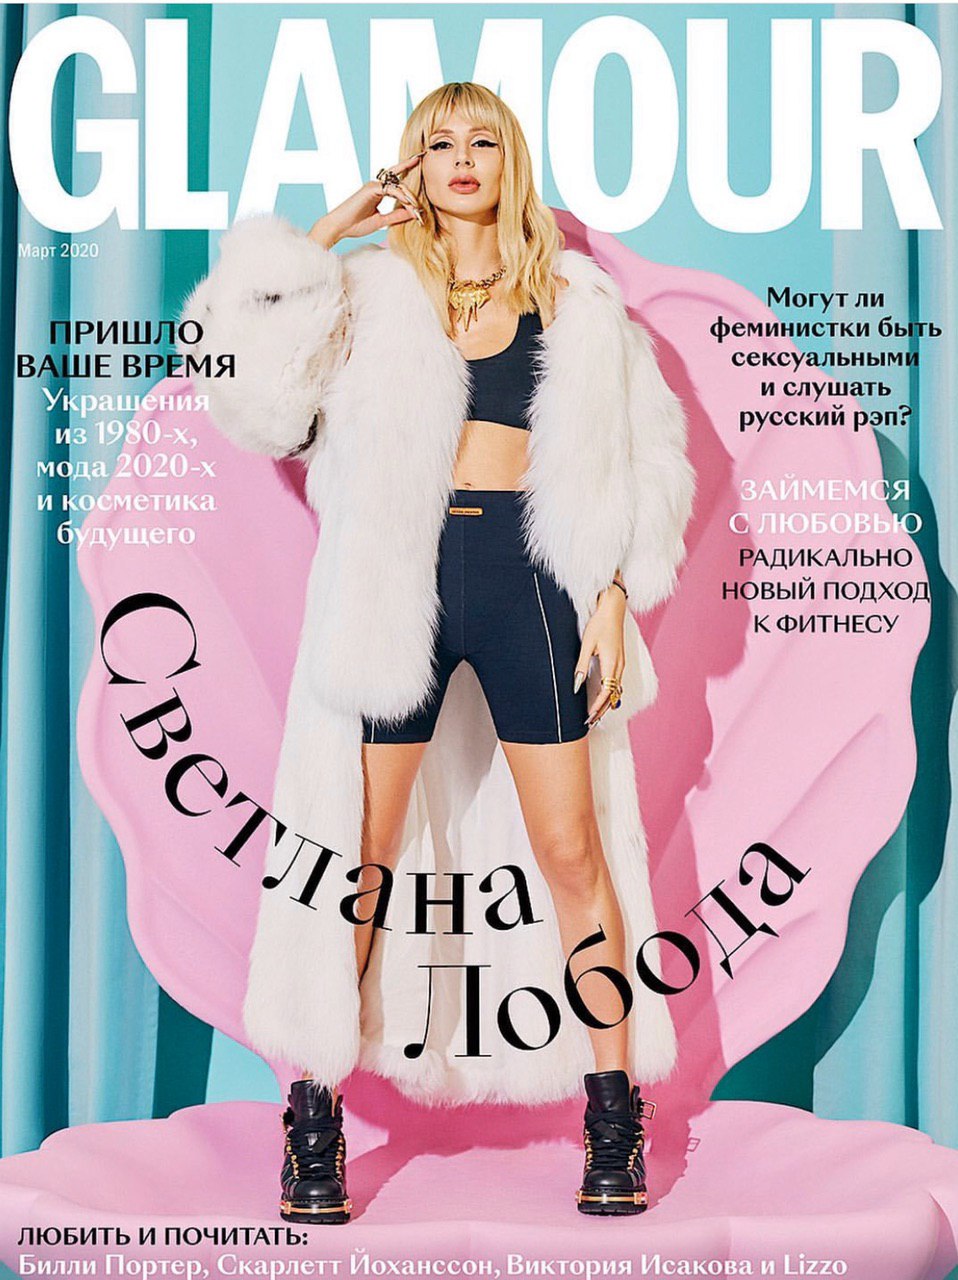 GLAMOUR
Март 2020
ПРИШЛО
ВАШЕ ВРЕМЯ
Украшения
из 1980-х,
мода 2020-х
и косметика
будущего
Могут ли
феминистки быть
сексуальными
и слушать
русский рэп?
ЗАЙМЕМСЯ
С ЛЮБОВЬЮ
РАДИКАЛЬНО
НОВЫЙ ПОДХОД
К ФИТНЕСУ
Светлана
Лобода
ЛЮБИТЬ И ПОЧИТАТЬ:
Билли Портер, Скарлетт Йоханссон, Виктория Исакова и Lizzo